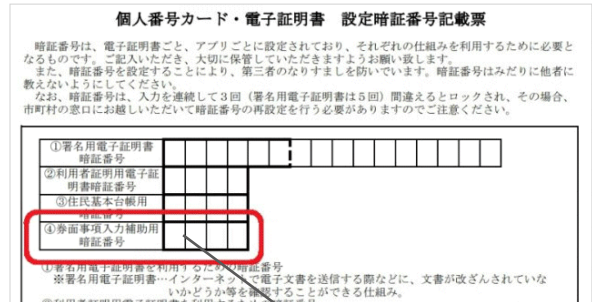 個人番号カード・電子証明書　設定暗証番号記載票
暗証番号は、電子証明書ごと、アプリごとに設定されており、それぞれの仕組みを利用するために必要と
なるものです。ご記入いただき、大切に保管していただきますようお願い致します。
また、暗証番号を設定することにより、第三者のなりすましを防いでいます。暗証番号はみだりに他者に
教えないようにしてください。
なお、暗証番号は、入力を連続して３回（署名用電子証明書は５回）間違えるとロックされ、その場合、
市町村の窓口にお越しいただいて暗証番号の再設定を行う必要がありますのでご注意ください。
①署名用電子証明書
暗証番号
②利用者証明用電子証
明書暗証番号
③住民基本台帳用
暗証番号
④券面事項入力補助用
暗証番号
①署名用電子証明書を利用するための暗証番号
※署名用電子証明書…インターネットで電子文書を送信する際などに、文書が改ざんされていな
いかどうか等を確認することができる仕組み。